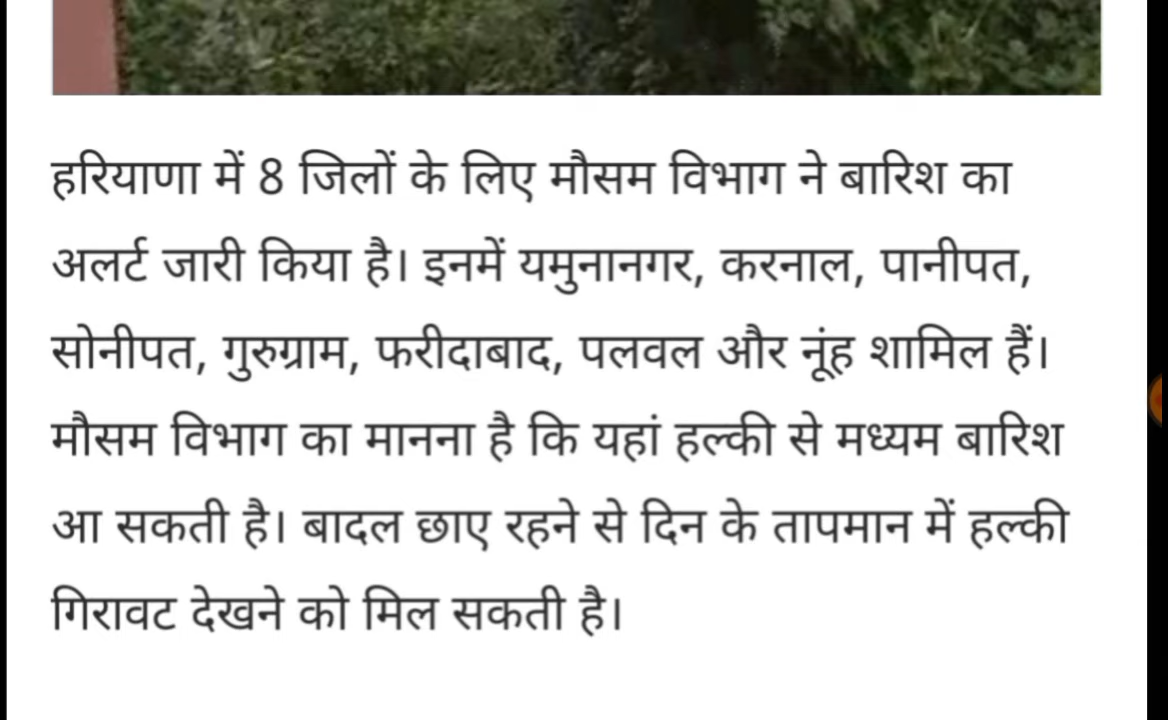 हरियाणा में 8 जिलों के लिए मौसम विभाग ने बारिश का
अलर्ट जारी किया है। इनमें यमुनानगर, करनाल, पानीपत,
सोनीपत, गुरुग्राम, फरीदाबाद, पलवल और नूंह शामिल हैं।
मौसम विभाग का मानना है कि यहां हल्की से मध्यम बारिश
आ सकती है। बादल छाए रहने से दिन के तापमान में हल्की
गिरावट देखने को मिल सकती है।